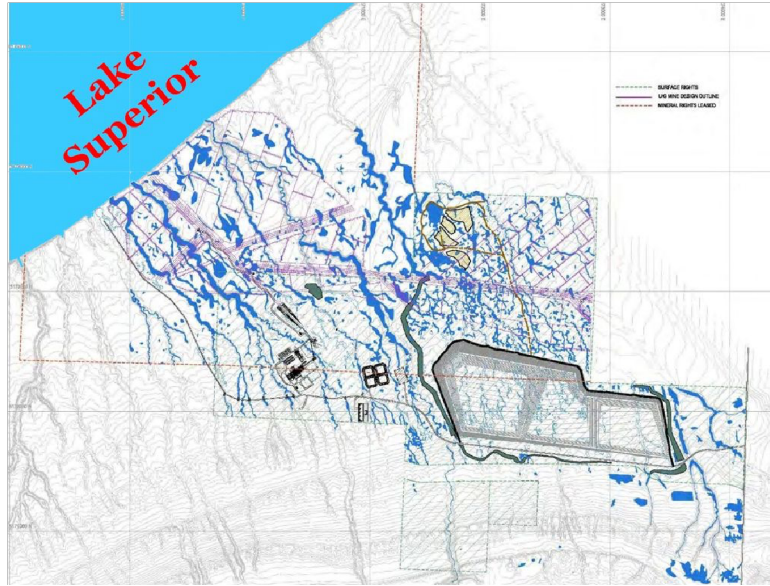 Lake
Superior
SURFACE RIGHTS
U/G MINE DESIGN OUTLINE
MINERAL RIGHTS LEASED